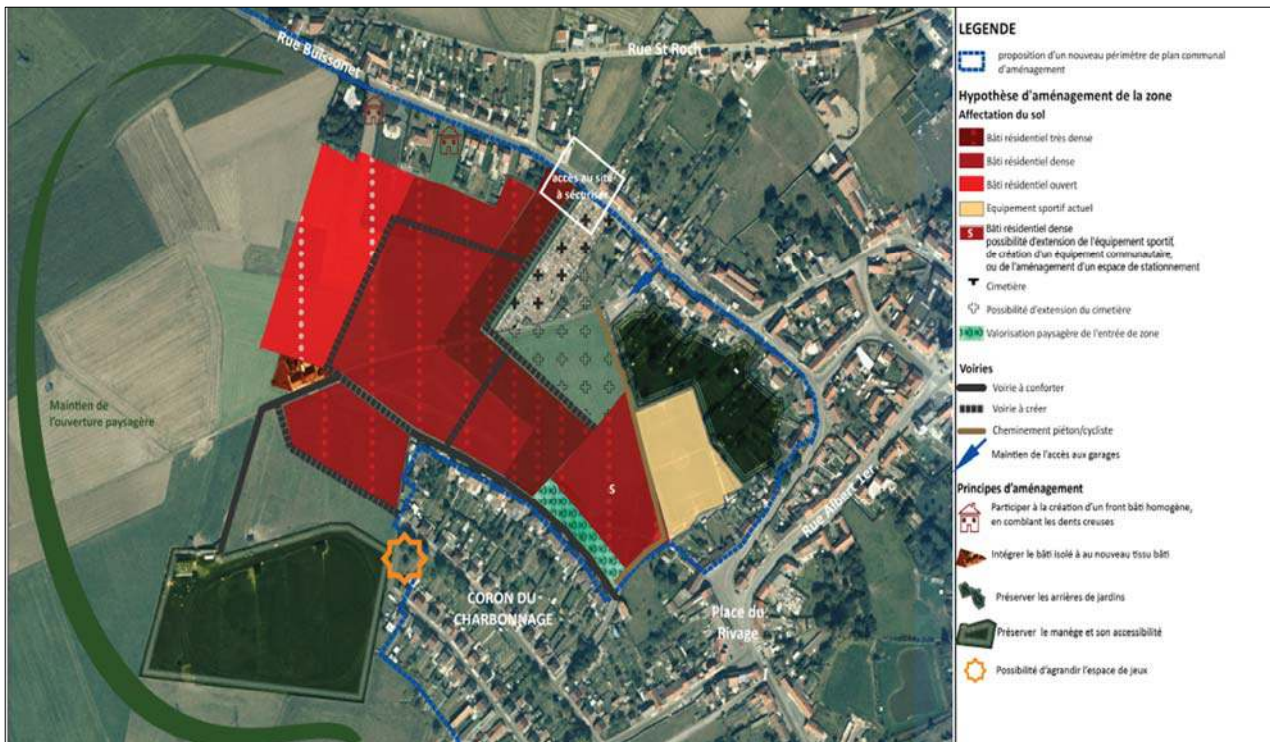 Rue Buissonet
Rue St Roch
accès au site
à sécuriser
Maintien de
l'ouverture paysagère
S
CORON DU
CHARBONNAGE
Place du
Rivage
Rue Albert 1er
LEGENDE
proposition d'un nouveau périmètre de plan communal
d'aménagement
Hypothèse d'aménagement de la zone
Affectation du sol
Bâti résidentiel très dense
Bâti résidentiel dense
Bâti résidentiel ouvert
Equipement sportif actuel
S
Bâti résidentiel dense
possibilité d'extension de l'équipement sportif,
de création d'un équipement communautaire,
ou de l'aménagement d'un espace de stationnement
Cimetière
Possibilité d'extension du cimetière
Valorisation paysagère de l'entrée de zone
Voiries
Voirie à conforter
Voirie à créer
Cheminement piéton/cycliste
Maintien de l'accès aux garages
Principes d'aménagement
Participer à la création d'un front bâti homogène,
en comblant les dents creuses
Intégrer le bâti isolé à au nouveau tissu bâti
Préserver les arrières de jardins
Préserver le manège et son accessibilité
Possibilité d'agrandir l'espace de jeux